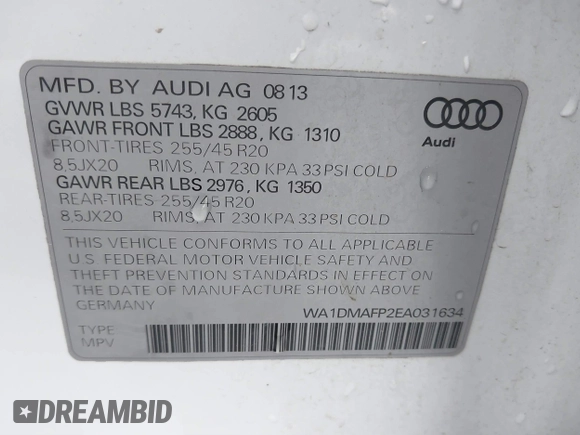 MFD. BY AUDI AG 08 13
GVWR LBS 5743, KG 2605
GAWR FRONT LBS 2888, KG 1310
FRONT-TIRES 255/45 R20
8,5JX20 RIMS, AT 230 KPA 33 PSI COLD
GAWR REAR LBS 2976, KG 1350
REAR-TIRES 255/45 R20
8,5JX20 RIMS, AT 230 KPA 33 PSI COLD
Audi
THIS VEHICLE CONFORMS TO ALL APPLICABLE
U.S. FEDERAL MOTOR VEHICLE SAFETY AND
THEFT PREVENTION STANDARDS IN EFFECT ON
THE DATE OF MANUFACTURE SHOWN ABOVE
GERMANY WA1DMAFP2EA031634
TYPE
MPV
DREAMBID